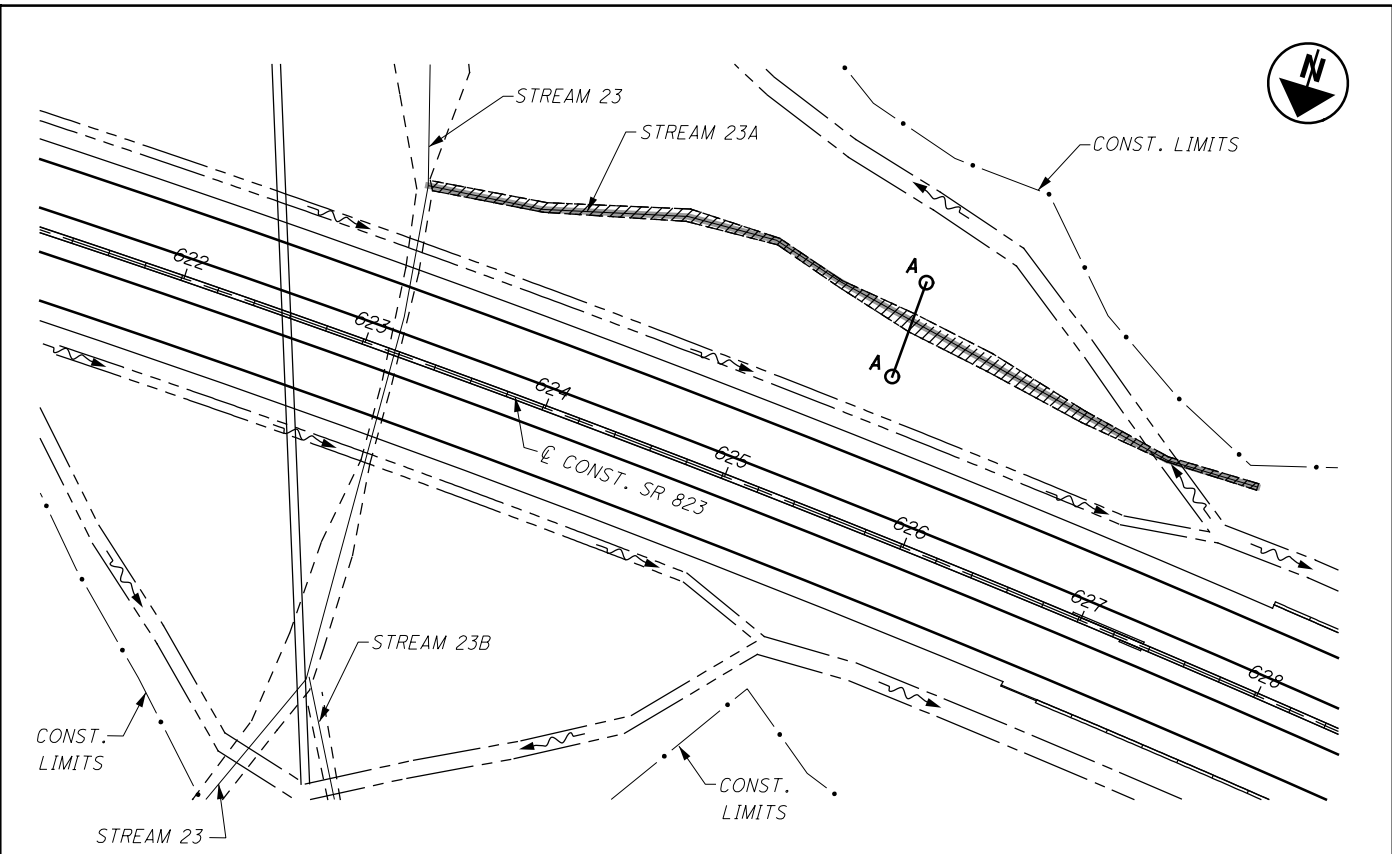 N
STREAM 23
STREAM 23A
CONST. LIMITS
A
A
622
623
624
625
626
627
628
℄ CONST. SR 823
STREAM 23B
CONST.
LIMITS
CONST.
LIMITS
STREAM 23